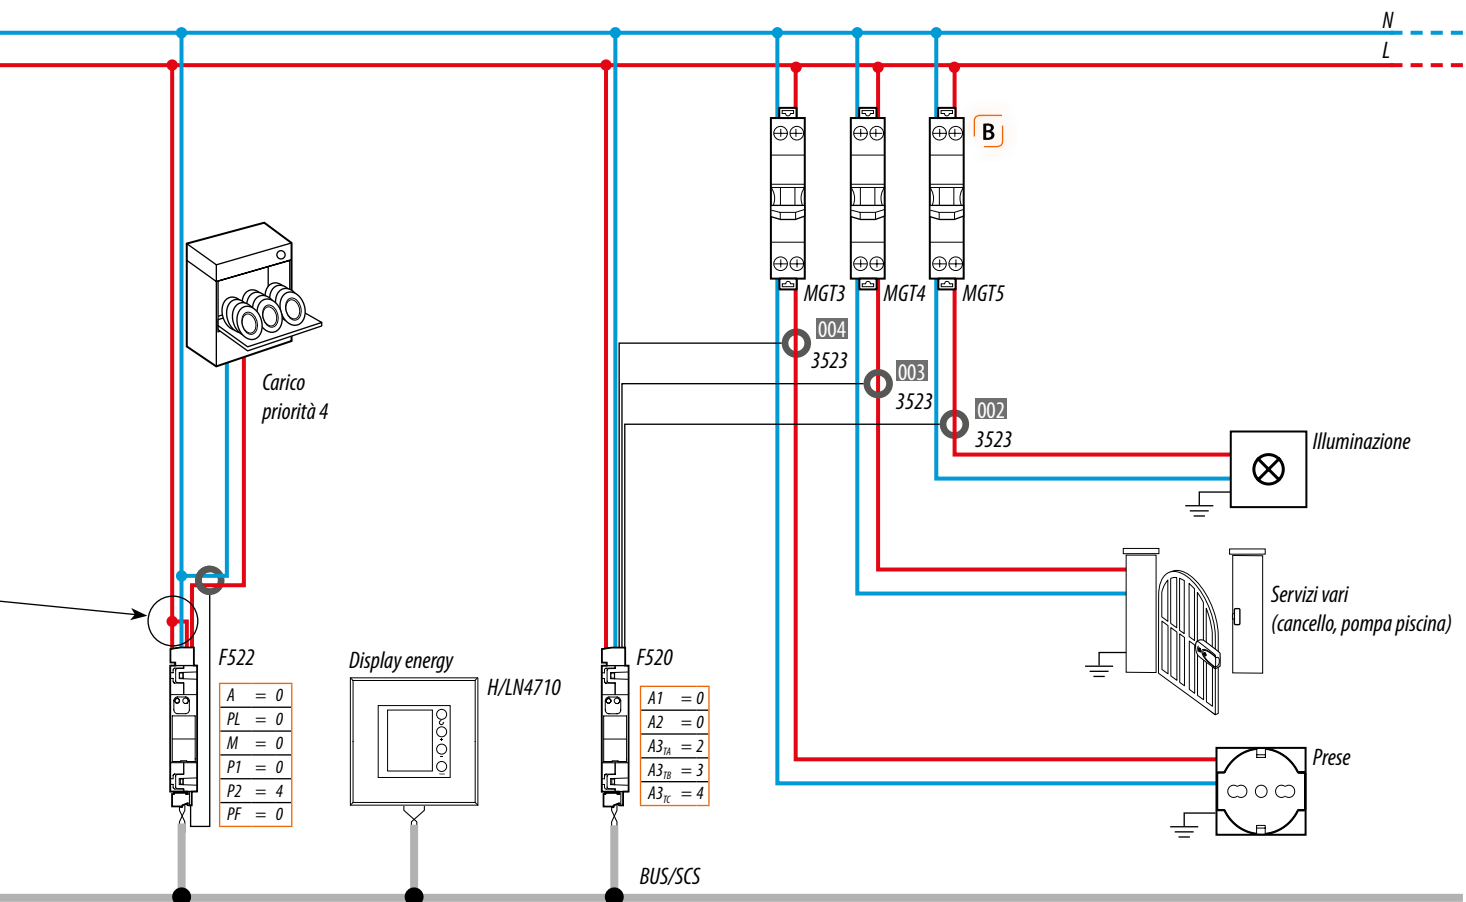 N
L
B
MGT3
MGT4
MGT5
004
3523
003
3523
002
3523
Carico
priorità 4
Illuminazione
Servizi vari
(cancello, pompa piscina)
F522
A = 0
PL = 0
M = 0
P1 = 0
P2 = 4
PF = 0
Display energy
H/LN4710
F520
A1 = 0
A2 = 0
A3TA = 2
A3TB = 3
A3TC = 4
Prese
BUS/SCS